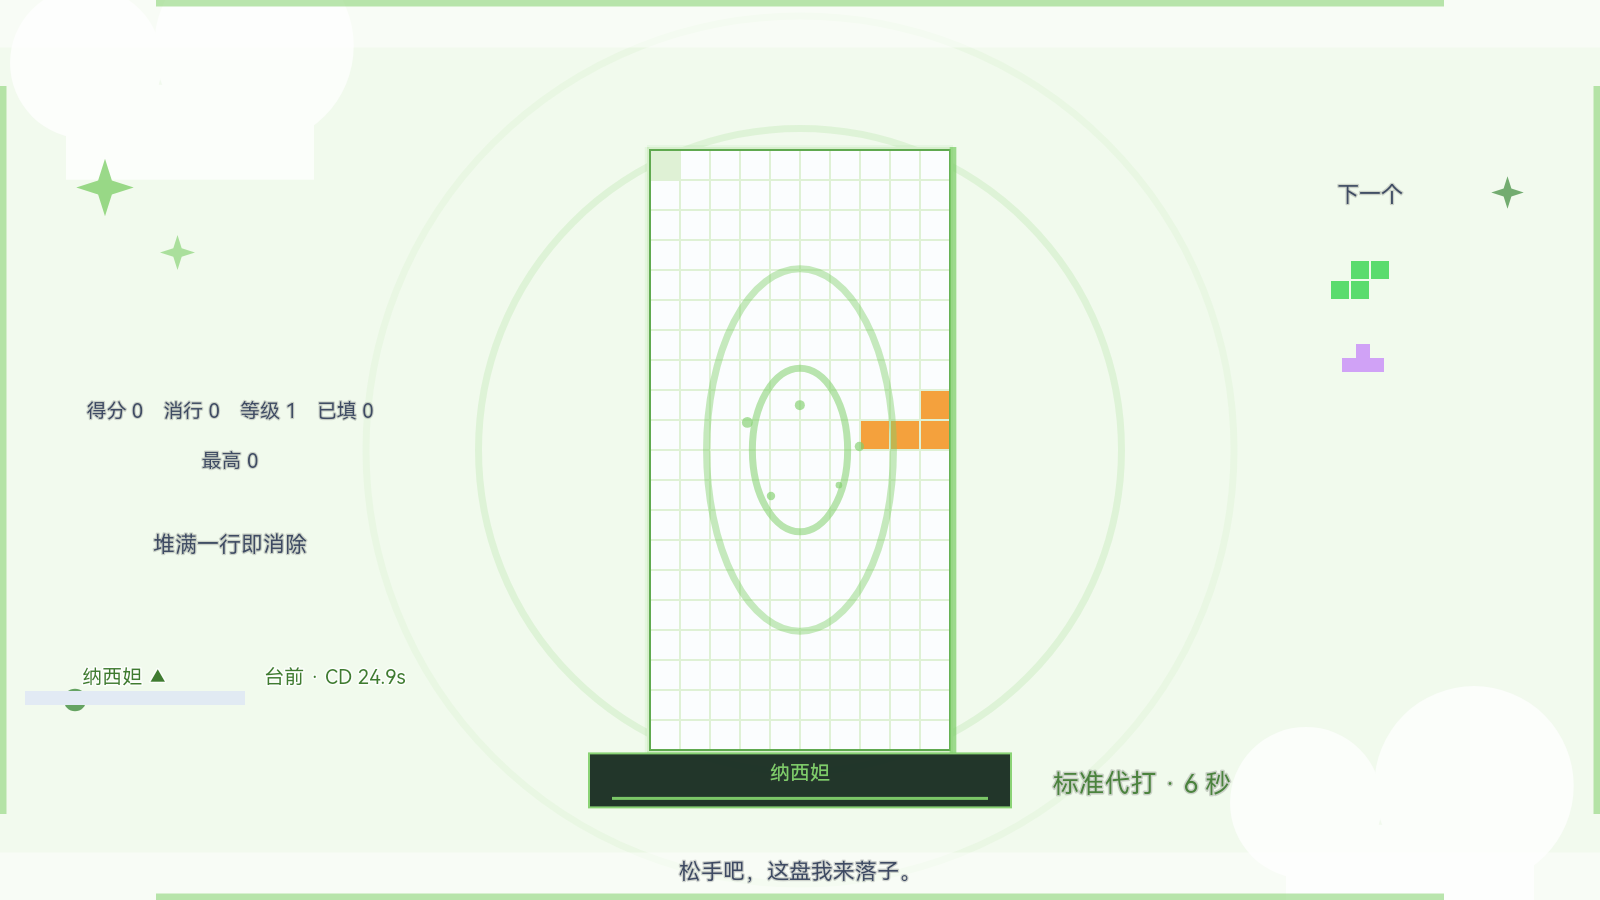 下一个
得分 0 消行 0 等级 1 已填 0
最高 0
堆满一行即消除
纳西妲 ▲ 台前 · CD 24.9s
纳西妲
标准代打 · 6 秒
松手吧，这盘我来落子。